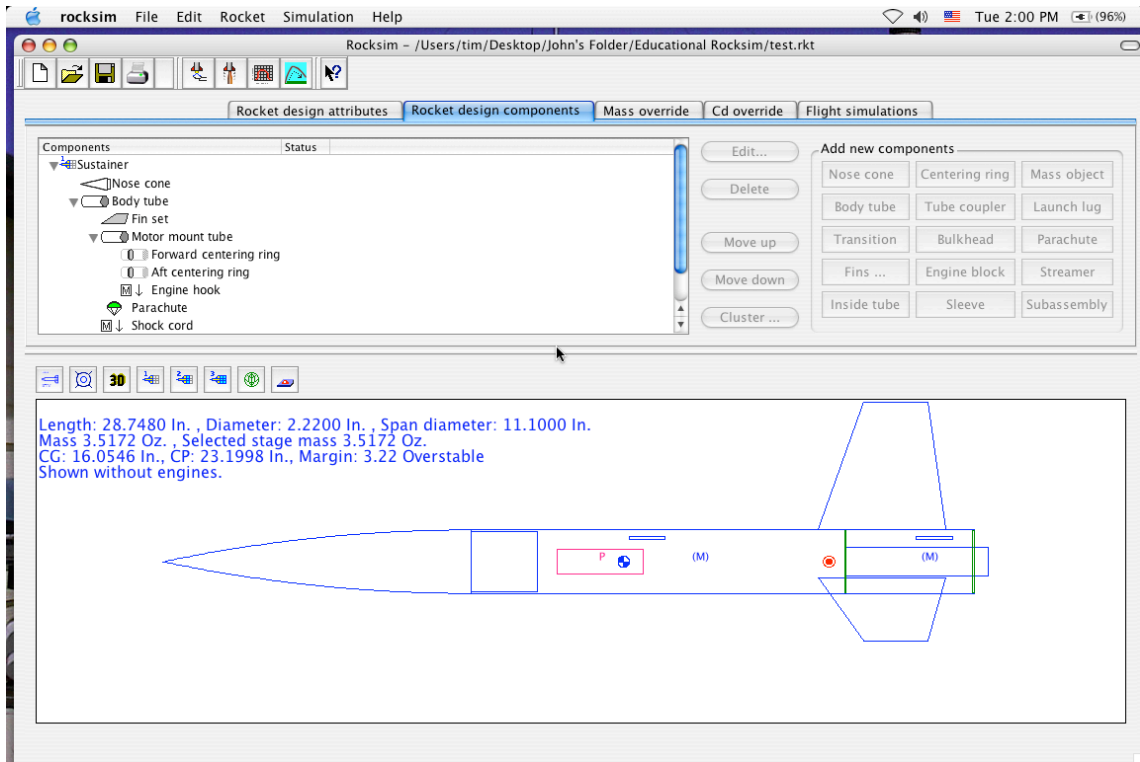 rocksim File Edit Rocket Simulation Help Tue 2:00 PM (96%)
Rocksim - /Users/tim/Desktop/John's Folder/Educational Rocksim/test.rkt
Rocket design attributes Rocket design components Mass override Cd override Flight simulations
Components Status
1 Sustainer
Nose cone
Body tube
Fin set
Motor mount tube
Forward centering ring
Aft centering ring
M Engine hook
Parachute
M Shock cord
Edit...
Delete
Move up
Move down
Cluster ...
Add new components
Nose cone Centering ring Mass object
Body tube Tube coupler Launch lug
Transition Bulkhead Parachute
Fins ... Engine block Streamer
Inside tube Sleeve Subassembly
3D 1 2 3
Length: 28.7480 In. , Diameter: 2.2200 In. , Span diameter: 11.1000 In.
Mass 3.5172 Oz. , Selected stage mass 3.5172 Oz.
CG: 16.0546 In., CP: 23.1998 In., Margin: 3.22 Overstable
Shown without engines.
P (M) (M)